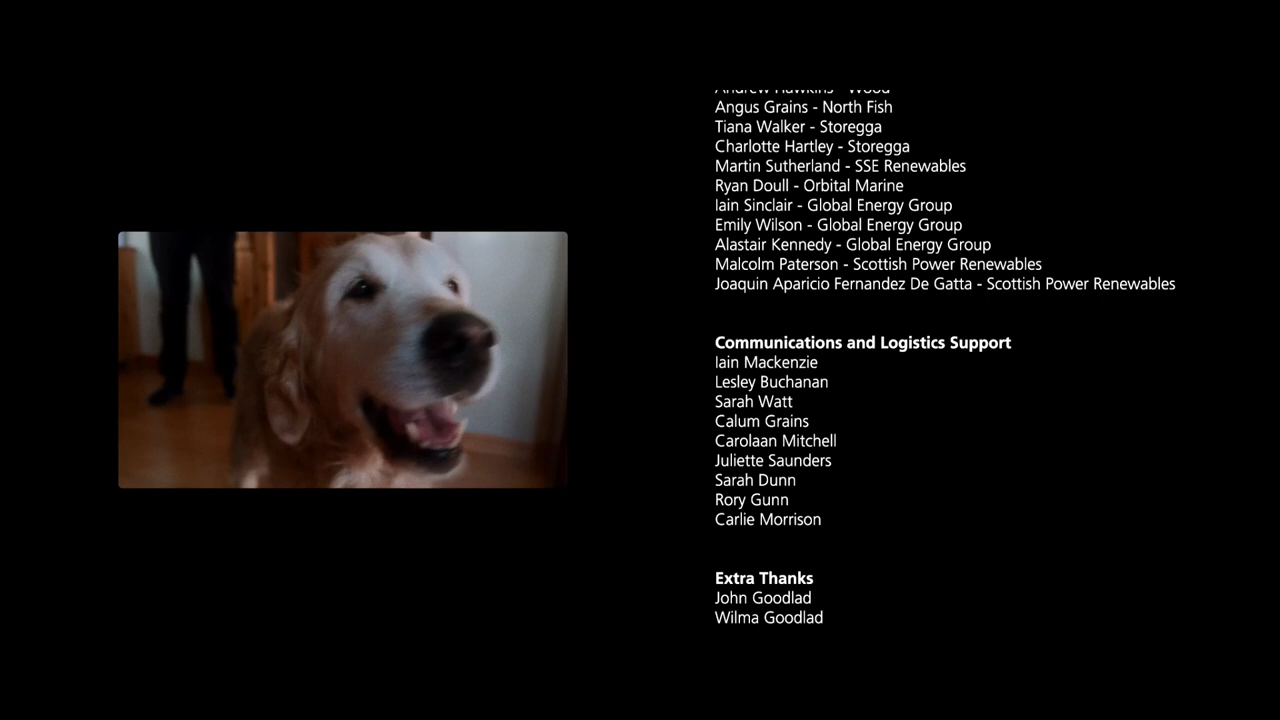 Andrew Hawkins - Wood
Angus Grains - North Fish
Tiana Walker - Storegga
Charlotte Hartley - Storegga
Martin Sutherland - SSE Renewables
Ryan Doull - Orbital Marine
Iain Sinclair - Global Energy Group
Emily Wilson - Global Energy Group
Alastair Kennedy - Global Energy Group
Malcolm Paterson - Scottish Power Renewables
Joaquin Aparicio Fernandez De Gatta - Scottish Power Renewables
Communications and Logistics Support
Iain Mackenzie
Lesley Buchanan
Sarah Watt
Calum Grains
Carolaan Mitchell
Juliette Saunders
Sarah Dunn
Rory Gunn
Carlie Morrison
Extra Thanks
John Goodlad
Wilma Goodlad